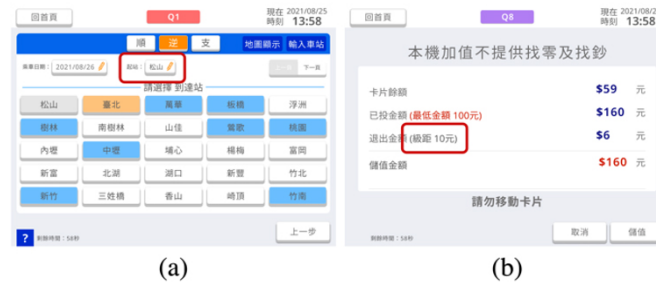 回首頁
Q1
現在 2021/08/25
時刻 13:58
順 逆 支 地圖顯示 輸入車站
乘車日期： 2021/08/26 起站： 松山 下一頁
請選擇 到達站
松山 臺北 萬華 板橋 浮洲
樹林 南樹林 山佳 鶯歌 桃園
內壢 中壢 埔心 楊梅 富岡
新富 北湖 湖口 新豐 竹北
新竹 三姓橋 香山 崎頂 竹南
? 剩餘時間：58秒 上一步
(a)
回首頁
Q8
現在 2021/08/25
時刻 13:58
本機加值不提供找零及找鈔
卡片餘額 $59 元
已投金額 (最低金額 100元) $160 元
退出金額 (級距 10元) $6 元
儲值金額 $160 元
請勿移動卡片
剩餘時間：58秒 取消 儲值
(b)